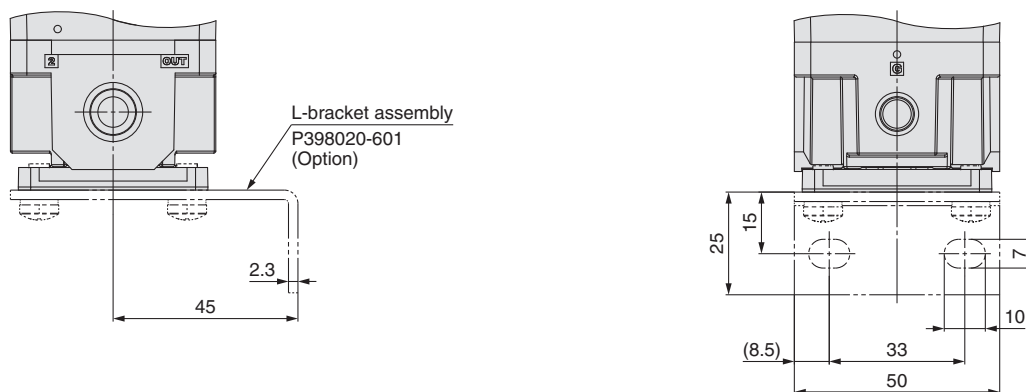 2
OUT
L-bracket assembly
P398020-601
(Option)
2.3
45
G
25
15
7
10
(8.5)
33
50